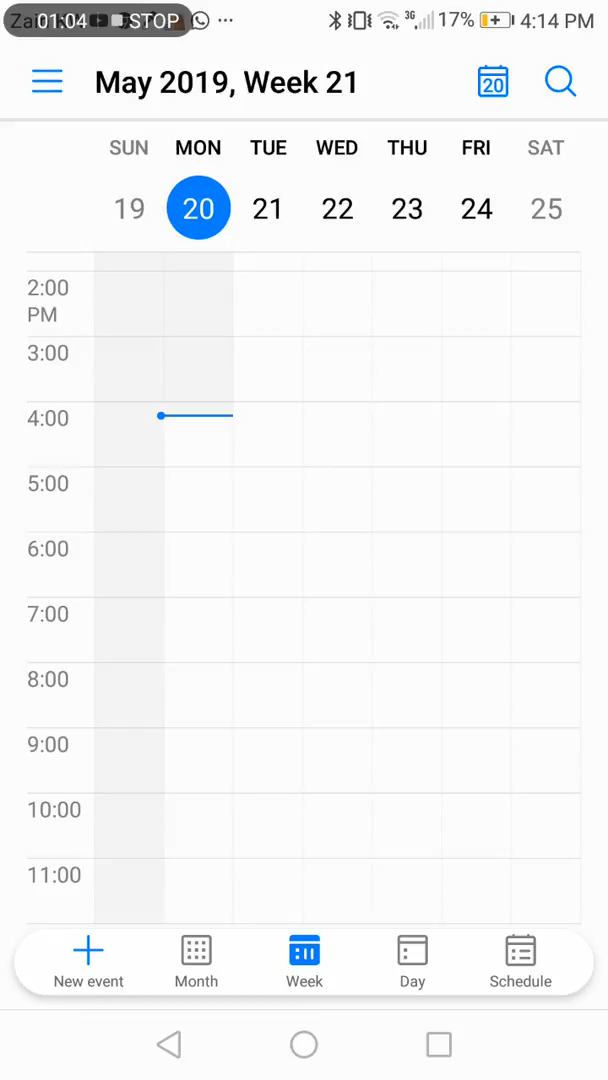 01:04 STOP ... 3G 17% 4:14 PM
May 2019, Week 21 20
SUN MON TUE WED THU FRI SAT
19 20 21 22 23 24 25
2:00
PM
3:00
4:00
5:00
6:00
7:00
8:00
9:00
10:00
11:00
New event Month Week Day Schedule